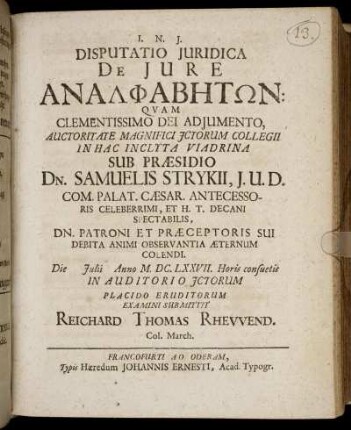 13.
I. N. J.
DISPUTATIO JURIDICA
DE JURE
ΑΝΑΛΦΑΒΗΤΩΝ:
QVAM
CLEMENTISSIMO DEI ADJUMENTO,
AUCTORITATE MAGNIFICI JCTORUM COLLEGII
IN HAC INCLYTA VIADRINA
SUB PRÆSIDIO
DN. SAMUELIS STRYKII, J.U.D.
COM. PALAT. CÆSAR. ANTECESSO-
RIS CELEBERRIMI, ET H. T. DECANI
SPECTABILIS,
DN. PATRONI ET PRÆCEPTORIS SUI
DEBITA ANIMI OBSERVANTIA ÆTERNUM
COLENDI.
Die Julii Anno M. DC. LXXVII. Horis consuetis
IN AUDITORIO JCTORUM
PLACIDO ERUDITORUM
EXAMINI SUBMITTIT
REICHARD THOMAS RHEVVEND.
Col. March.
FRANCOFURTI AD ODERAM,
Typis Hæredum JOHANNIS ERNESTI, Acad. Typogr.